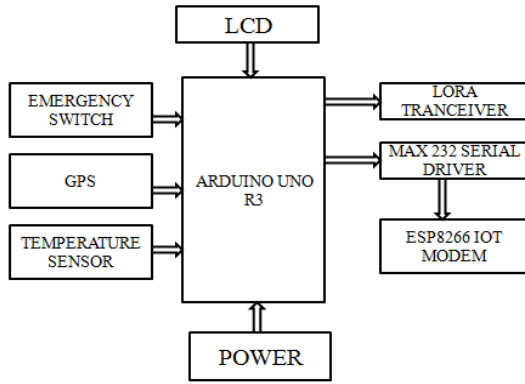 LCD
EMERGENCY
SWITCH
GPS
TEMPERATURE
SENSOR
ARDUINO UNO
R3
LORA
TRANCEIVER
MAX 232 SERIAL
DRIVER
ESP8266 IOT
MODEM
POWER